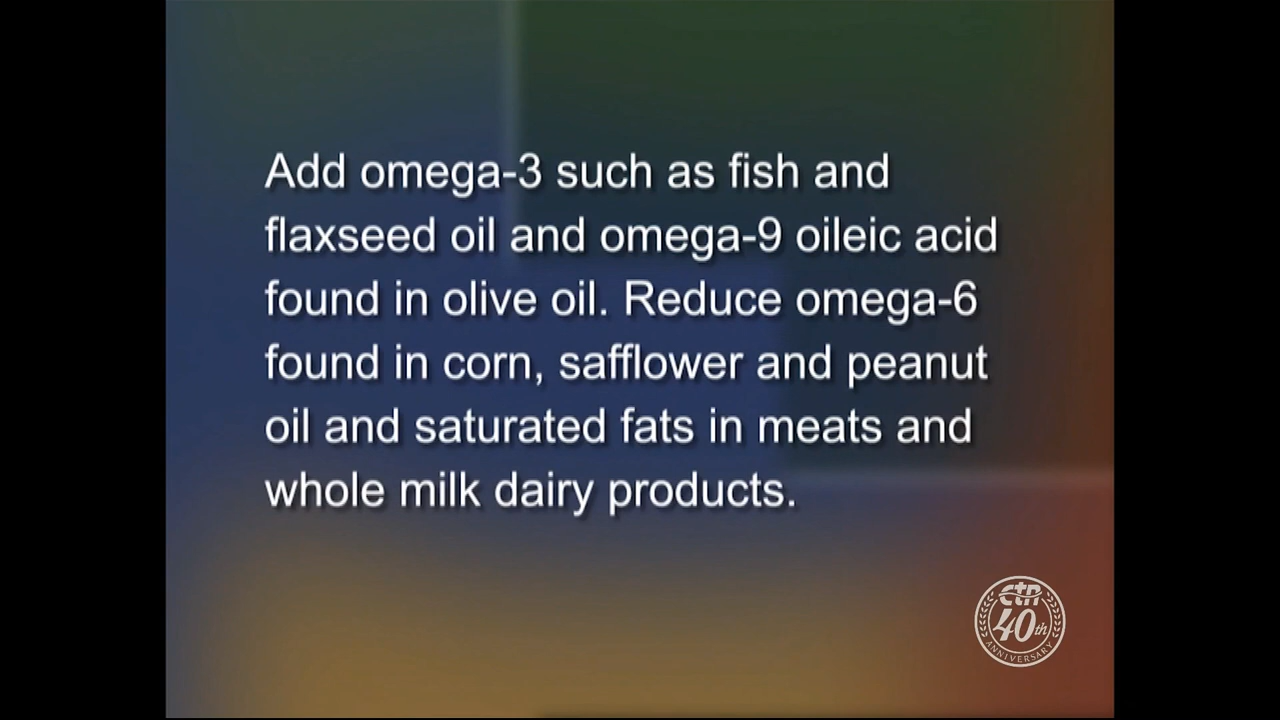 Add omega-3 such as fish and
flaxseed oil and omega-9 oileic acid
found in olive oil. Reduce omega-6
found in corn, safflower and peanut
oil and saturated fats in meats and
whole milk dairy products.
ctn
40th
ANNIVERSARY